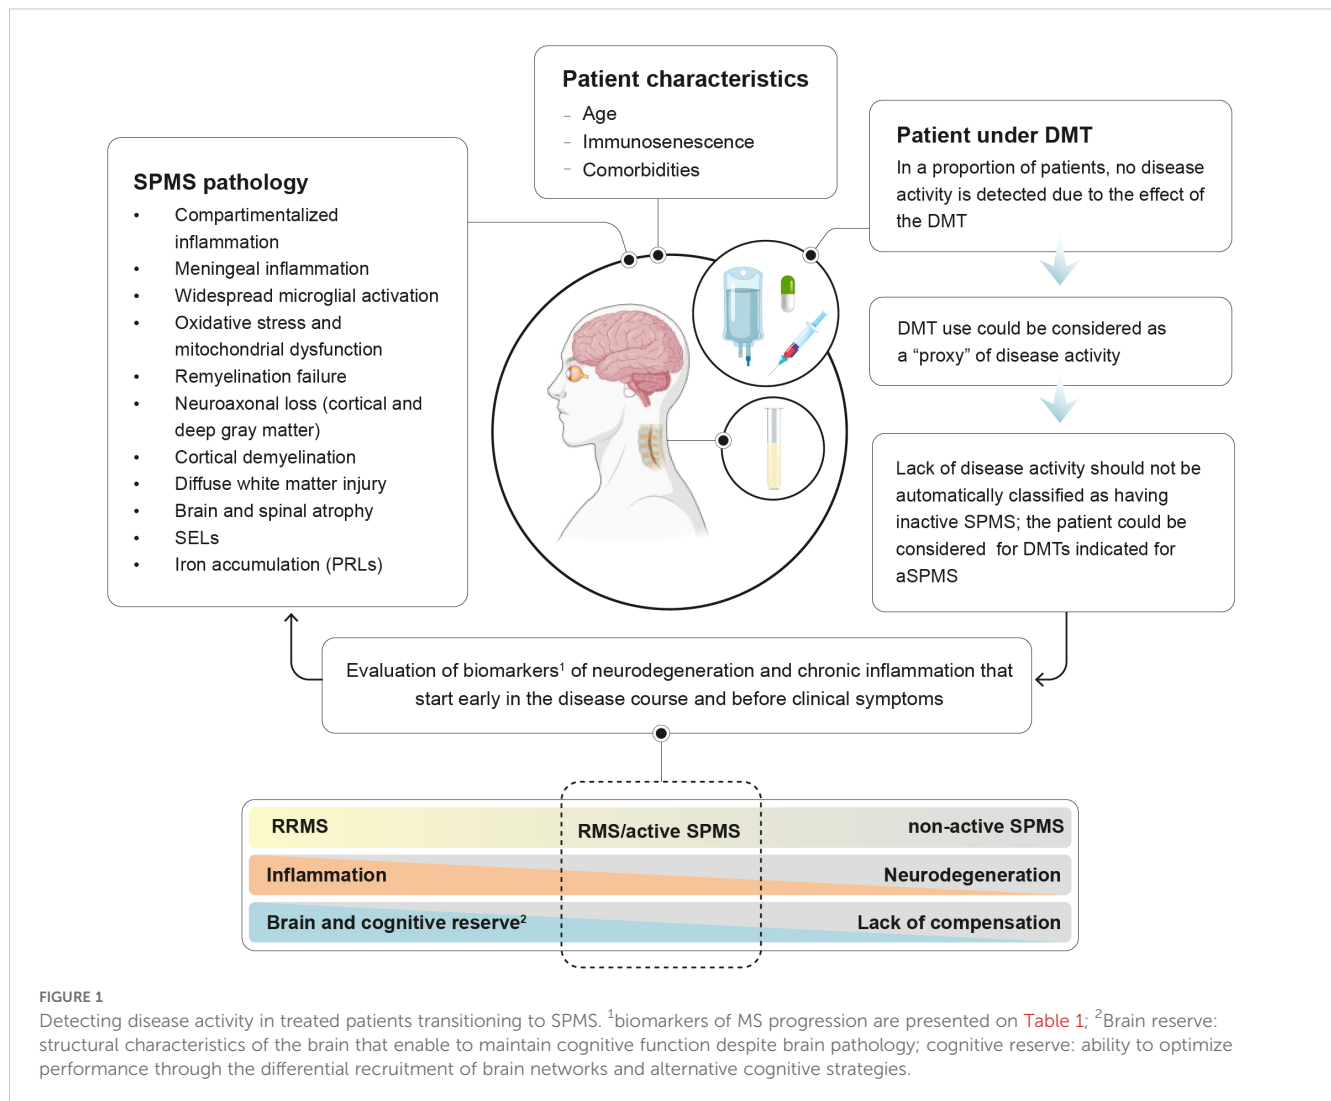 Patient characteristics
– Age
– Immunosenescence
– Comorbidities
SPMS pathology
• Compartimentalized
inflammation
• Meningeal inflammation
• Widespread microglial activation
• Oxidative stress and
mitochondrial dysfunction
• Remyelination failure
• Neuroaxonal loss (cortical and
deep gray matter)
• Cortical demyelination
• Diffuse white matter injury
• Brain and spinal atrophy
• SELs
• Iron accumulation (PRLs)
Patient under DMT
In a proportion of patients, no disease
activity is detected due to the effect of
the DMT
DMT use could be considered as
a “proxy” of disease activity
Lack of disease activity should not be
automatically classified as having
inactive SPMS; the patient could be
considered for DMTs indicated for
aSPMS
Evaluation of biomarkers¹ of neurodegeneration and chronic inflammation that
start early in the disease course and before clinical symptoms
RRMS RMS/active SPMS non-active SPMS
Inflammation Neurodegeneration
Brain and cognitive reserve² Lack of compensation
FIGURE 1
Detecting disease activity in treated patients transitioning to SPMS. ¹biomarkers of MS progression are presented on Table 1; ²Brain reserve:
structural characteristics of the brain that enable to maintain cognitive function despite brain pathology; cognitive reserve: ability to optimize
performance through the differential recruitment of brain networks and alternative cognitive strategies.